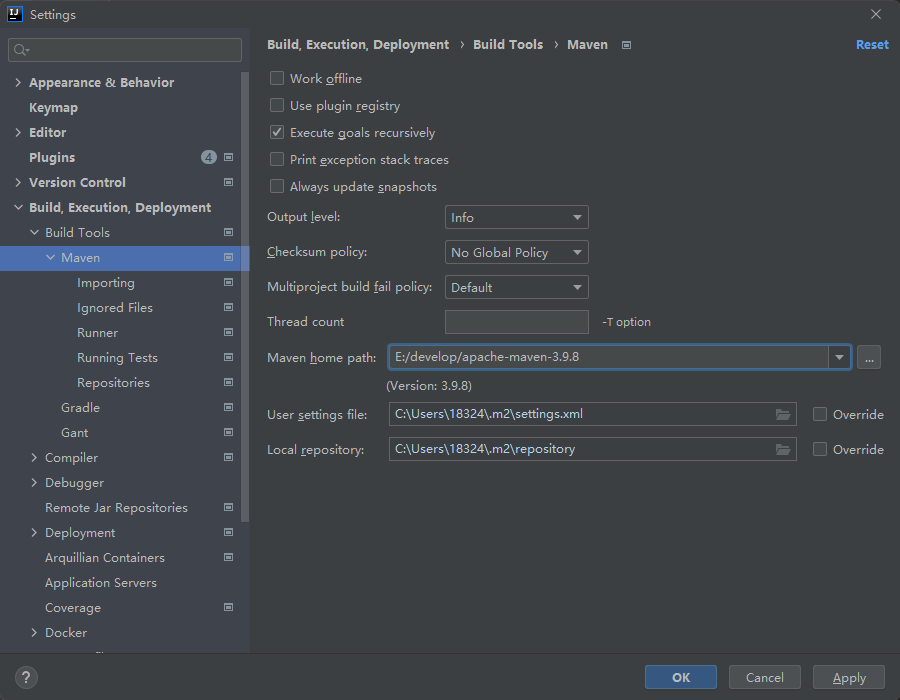 Settings
Appearance & Behavior
Keymap
Editor
Plugins 4
Version Control
Build, Execution, Deployment
Build Tools
Maven
Importing
Ignored Files
Runner
Running Tests
Repositories
Gradle
Gant
Compiler
Debugger
Remote Jar Repositories
Deployment
Arquillian Containers
Application Servers
Coverage
Docker
Build, Execution, Deployment › Build Tools › Maven Reset
Work offline
Use plugin registry
Execute goals recursively
Print exception stack traces
Always update snapshots
Output level: Info
Checksum policy: No Global Policy
Multiproject build fail policy: Default
Thread count -T option
Maven home path: E:/develop/apache-maven-3.9.8 ...
(Version: 3.9.8)
User settings file: C:\Users\18324\.m2\settings.xml Override
Local repository: C:\Users\18324\.m2\repository Override
? OK Cancel Apply